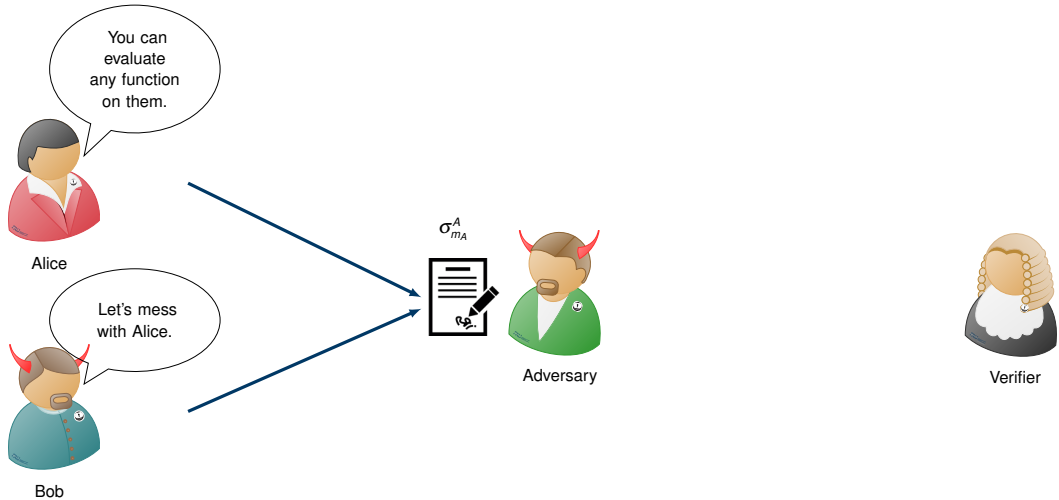 You can
evaluate
any function
on them.
Alice
σ^A_{m_A}
Let's mess
with Alice.
Adversary
Verifier
Bob